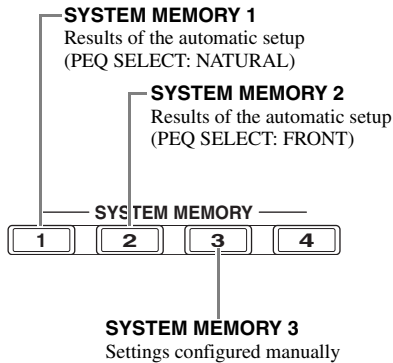 SYSTEM MEMORY 1
Results of the automatic setup
(PEQ SELECT: NATURAL)
SYSTEM MEMORY 2
Results of the automatic setup
(PEQ SELECT: FRONT)
SYSTEM MEMORY
1 2 3 4
SYSTEM MEMORY 3
Settings configured manually